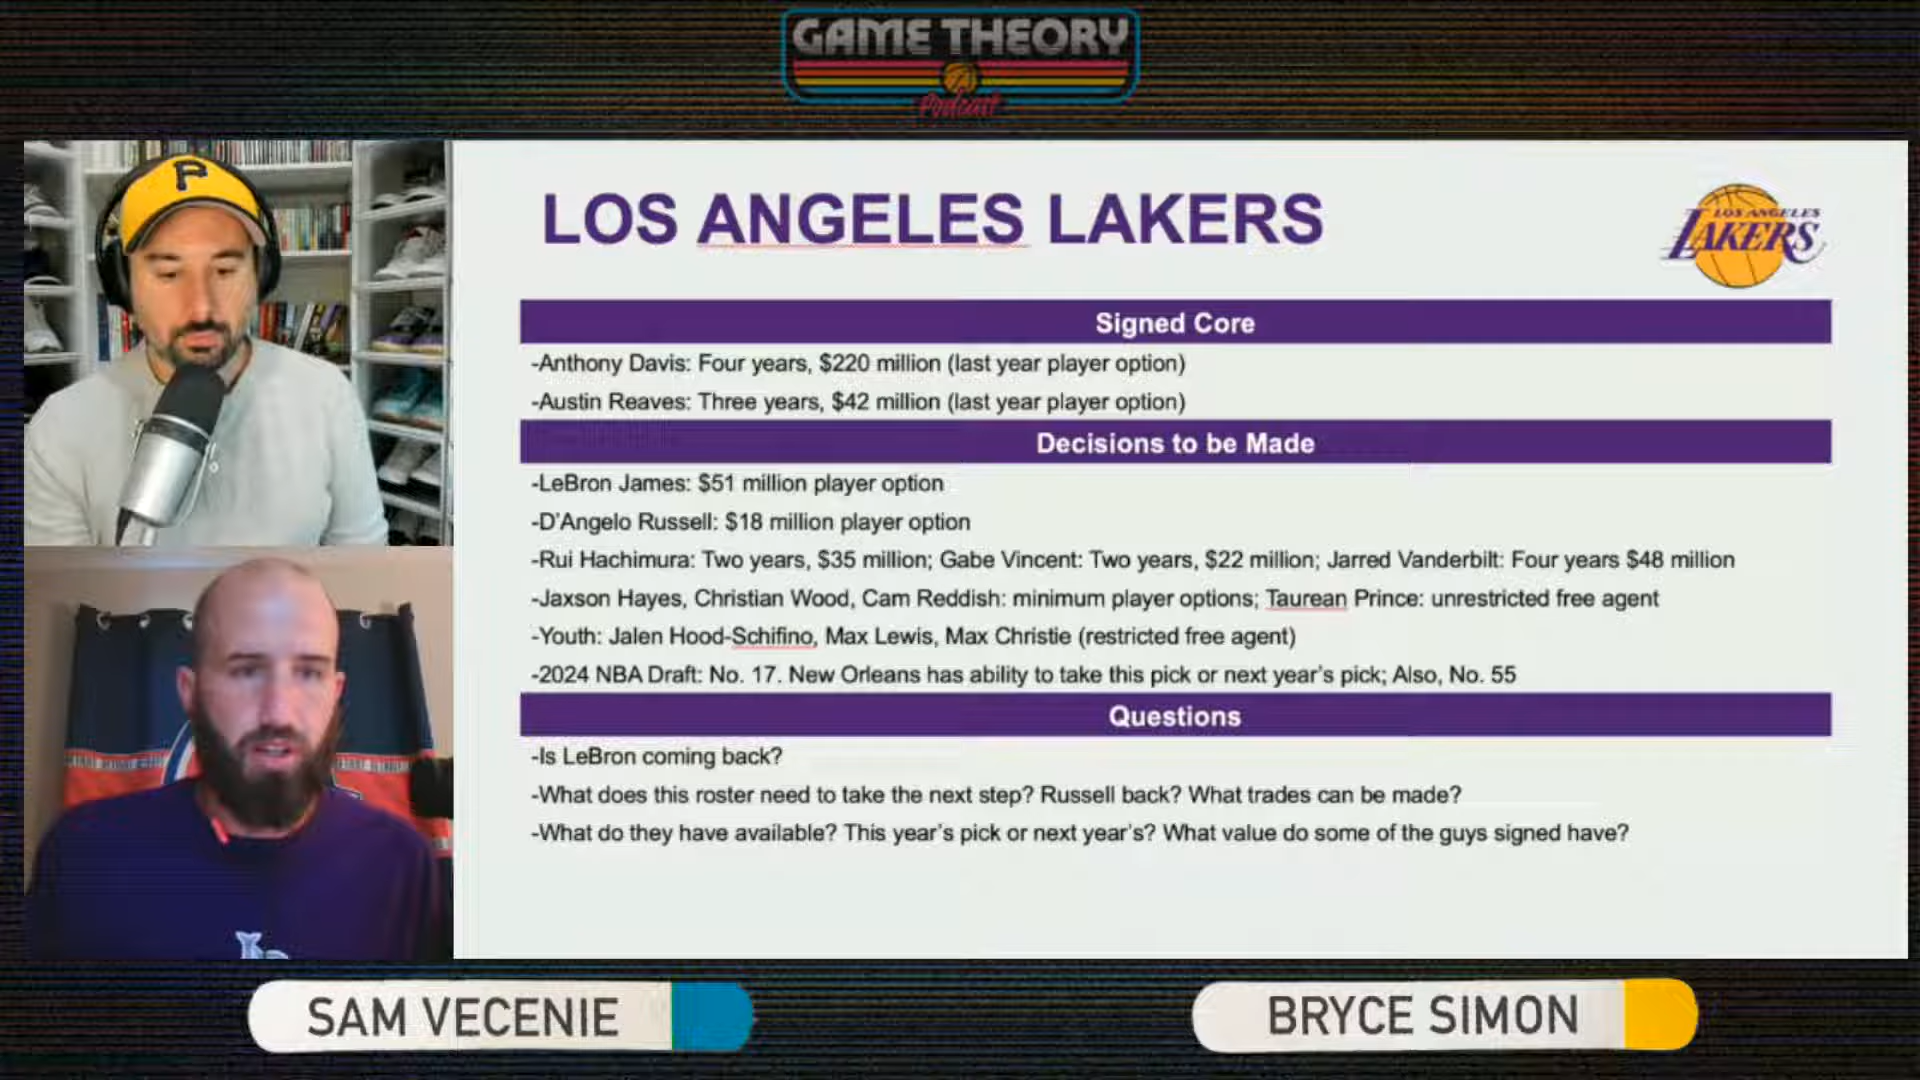 GAME THEORY
Podcast
P
LOS ANGELES LAKERS
LOS ANGELES
LAKERS
Signed Core
-Anthony Davis: Four years, $220 million (last year player option)
-Austin Reaves: Three years, $42 million (last year player option)
Decisions to be Made
-LeBron James: $51 million player option
-D'Angelo Russell: $18 million player option
-Rui Hachimura: Two years, $35 million; Gabe Vincent: Two years, $22 million; Jarred Vanderbilt: Four years $48 million
-Jaxson Hayes, Christian Wood, Cam Reddish: minimum player options; Taurean Prince: unrestricted free agent
-Youth: Jalen Hood-Schifino, Max Lewis, Max Christie (restricted free agent)
-2024 NBA Draft: No. 17. New Orleans has ability to take this pick or next year's pick; Also, No. 55
Questions
-Is LeBron coming back?
-What does this roster need to take the next step? Russell back? What trades can be made?
-What do they have available? This year's pick or next year's? What value do some of the guys signed have?
SAM VECENIE
BRYCE SIMON